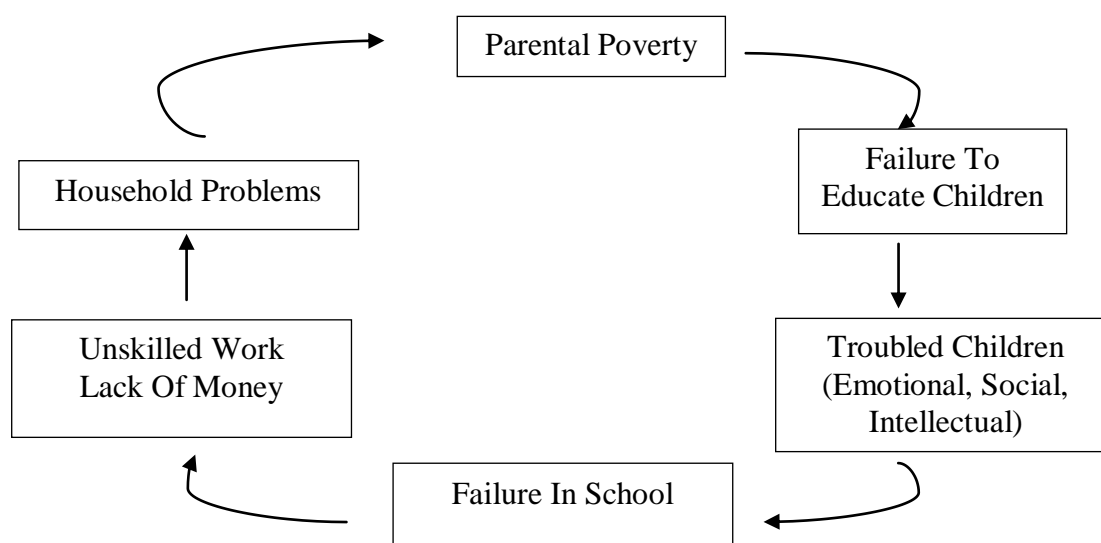 Parental Poverty
Failure To
Educate Children
Troubled Children
(Emotional, Social,
Intellectual)
Failure In School
Unskilled Work
Lack Of Money
Household Problems